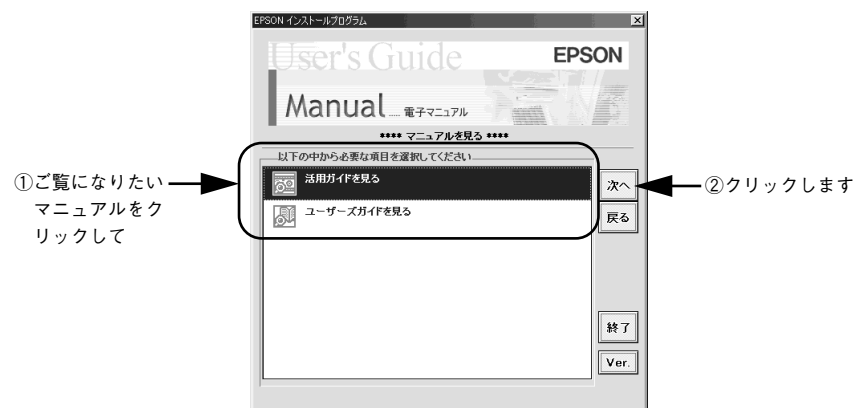 EPSON インストールプログラム
User's Guide
EPSON
Manual ..... 電子マニュアル
**** マニュアルを見る ****
以下の中から必要な項目を選択してください
①ご覧になりたい
マニュアルをク
リックして
活用ガイドを見る
ユーザーズガイドを見る
次へ
②クリックします
戻る
終了
Ver.